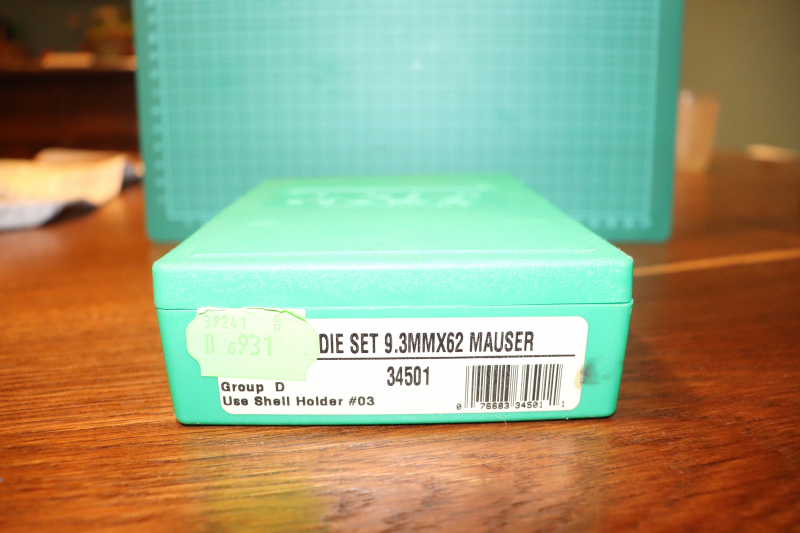 39241
D 6931
DIE SET 9.3MMX62 MAUSER
34501
Group D
Use Shell Holder #03
0 76683 34501 1